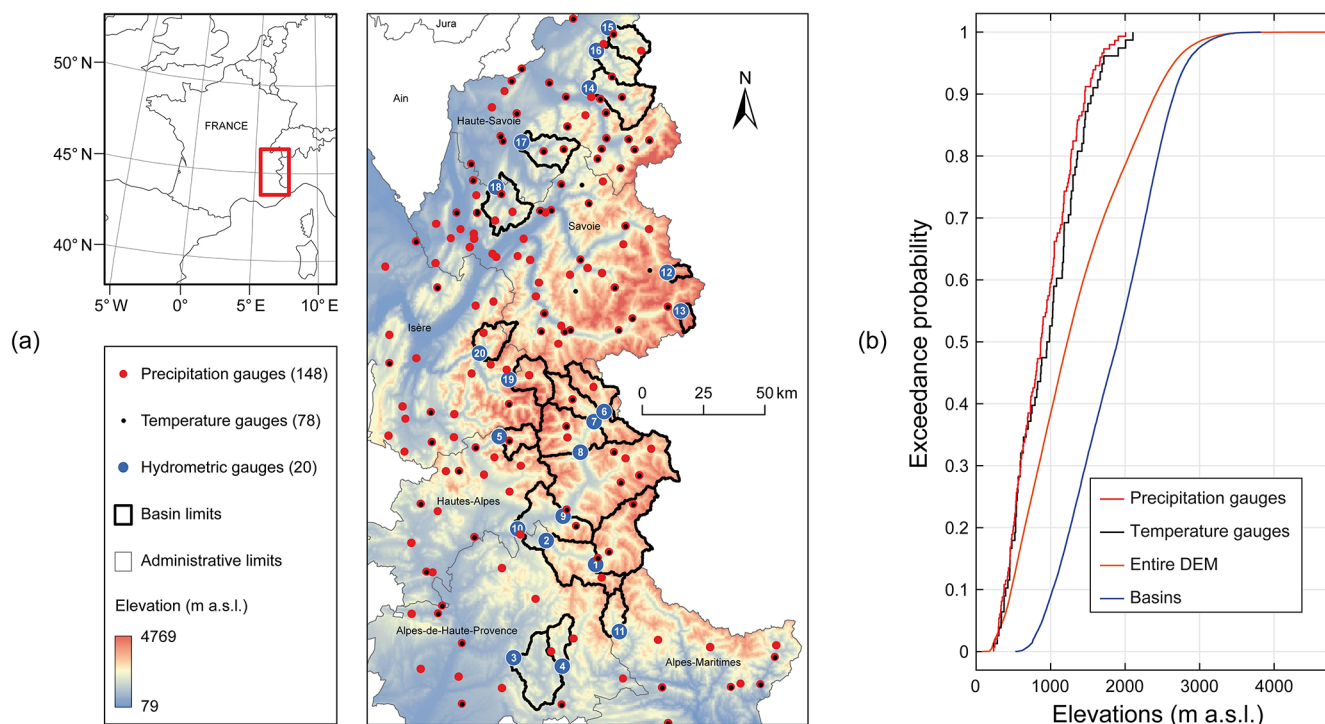 (a)
50° N
45° N
40° N
5° W
0°
5° E
10° E
FRANCE
Precipitation gauges (148)
Temperature gauges (78)
Hydrometric gauges (20)
Basin limits
Administrative limits
Elevation (m a.s.l.)
4769
79
Jura
Ain
Haute-Savoie
Savoie
Isère
Hautes-Alpes
Alpes-de-Haute-Provence
Alpes-Maritimes
N
0 25 50 km
15
16
14
17
18
12
13
20
19
6
7
5
8
9
10
2
1
11
3
4
(b)
Exceedance probability
1
0.9
0.8
0.7
0.6
0.5
0.4
0.3
0.2
0.1
0
0 1000 2000 3000 4000
Elevations (m a.s.l.)
Precipitation gauges
Temperature gauges
Entire DEM
Basins